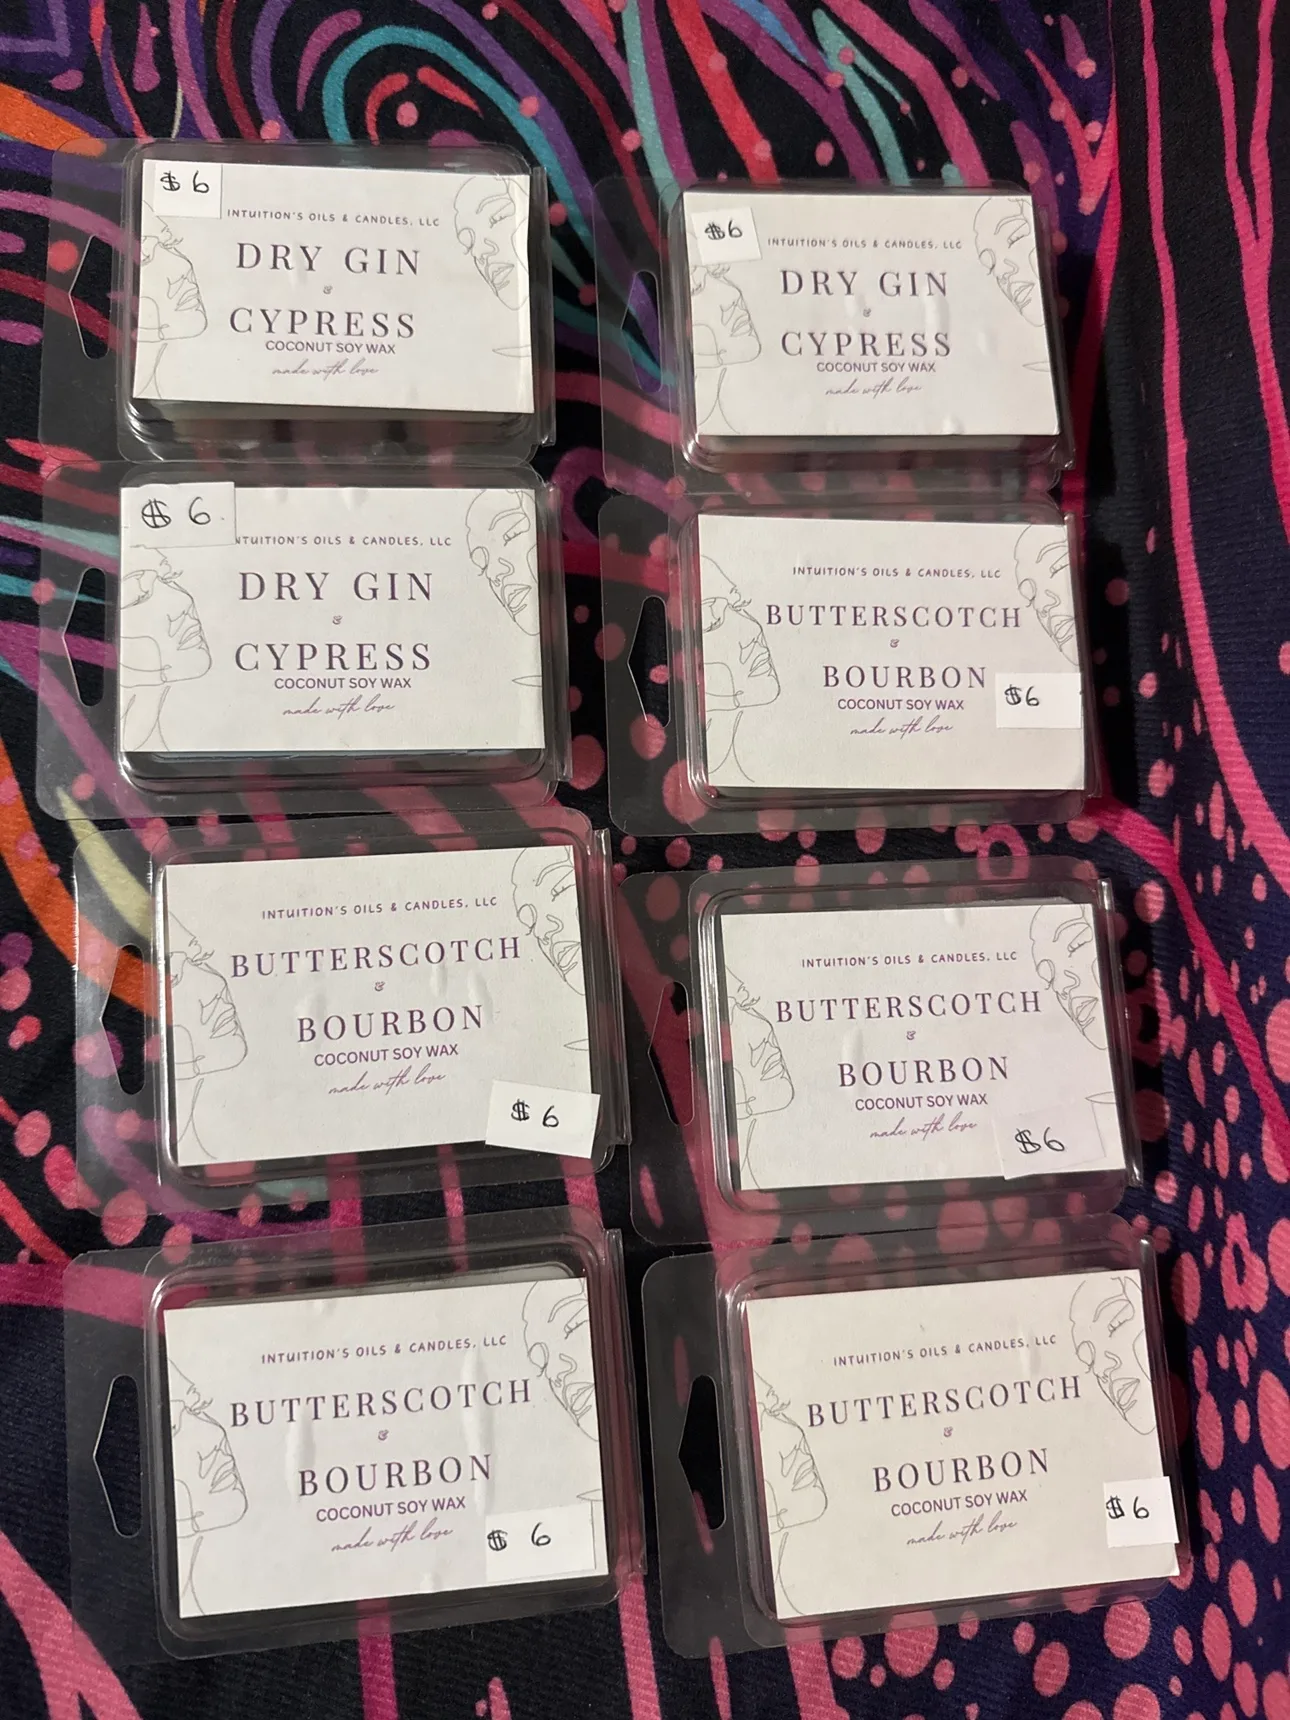 $6
INTUITION'S OILS & CANDLES, LLC
DRY GIN
&
CYPRESS
COCONUT SOY WAX
made with love
$6
INTUITION'S OILS & CANDLES, LLC
DRY GIN
&
CYPRESS
COCONUT SOY WAX
made with love
$6
NTUITION'S OILS & CANDLES, LLC
DRY GIN
&
CYPRESS
COCONUT SOY WAX
made with love
INTUITION'S OILS & CANDLES, LLC
BUTTERSCOTCH
&
BOURBON
COCONUT SOY WAX
$6
made with love
INTUITION'S OILS & CANDLES, LLC
BUTTERSCOTCH
&
BOURBON
COCONUT SOY WAX
made with love
$6
INTUITION'S OILS & CANDLES, LLC
BUTTERSCOTCH
&
BOURBON
COCONUT SOY WAX
made with love
$6
INTUITION'S OILS & CANDLES, LLC
BUTTERSCOTCH
&
BOURBON
COCONUT SOY WAX
made with love
$6
INTUITION'S OILS & CANDLES, LLC
BUTTERSCOTCH
&
BOURBON
COCONUT SOY WAX
made with love
$6